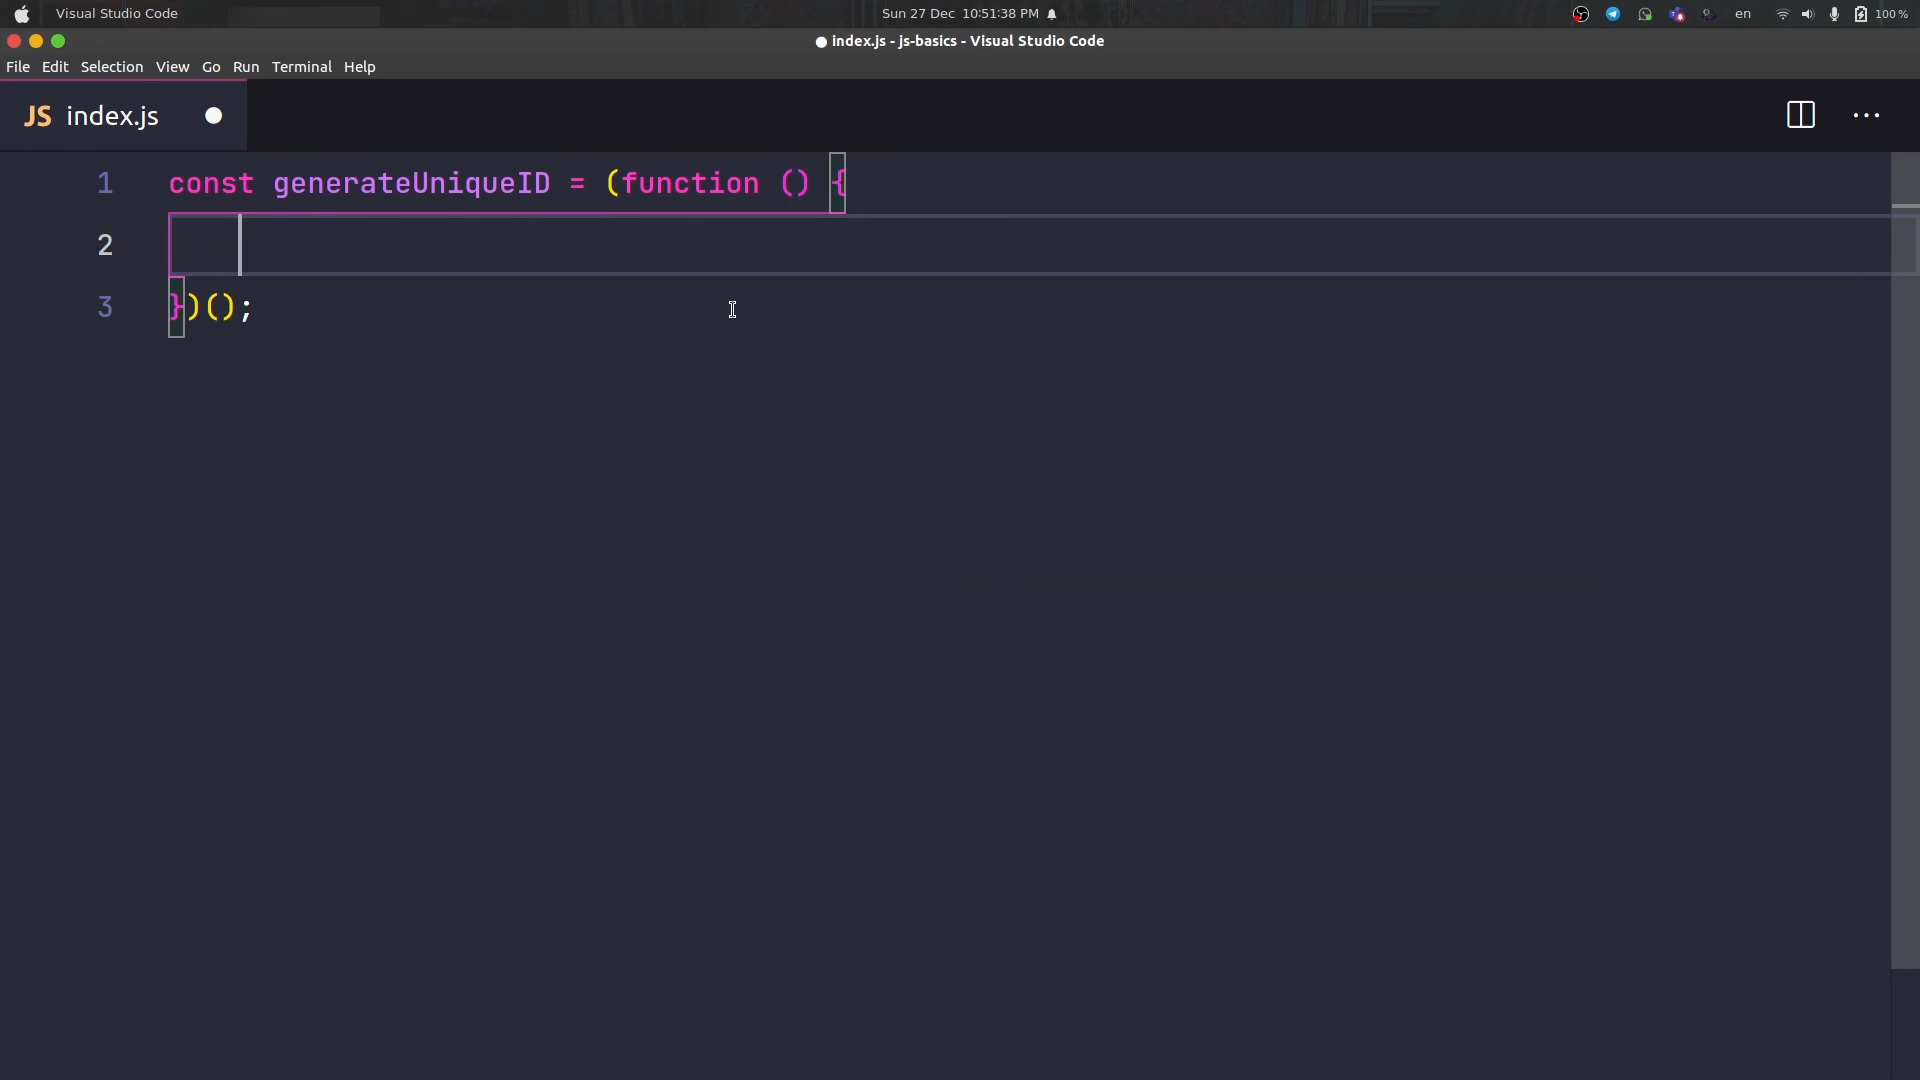 Visual Studio Code
Sun 27 Dec 10:51:38 PM
en
100 %
● index.js - js-basics - Visual Studio Code
File Edit Selection View Go Run Terminal Help
JS index.js ●
1 const generateUniqueID = (function () {
2
3 })();